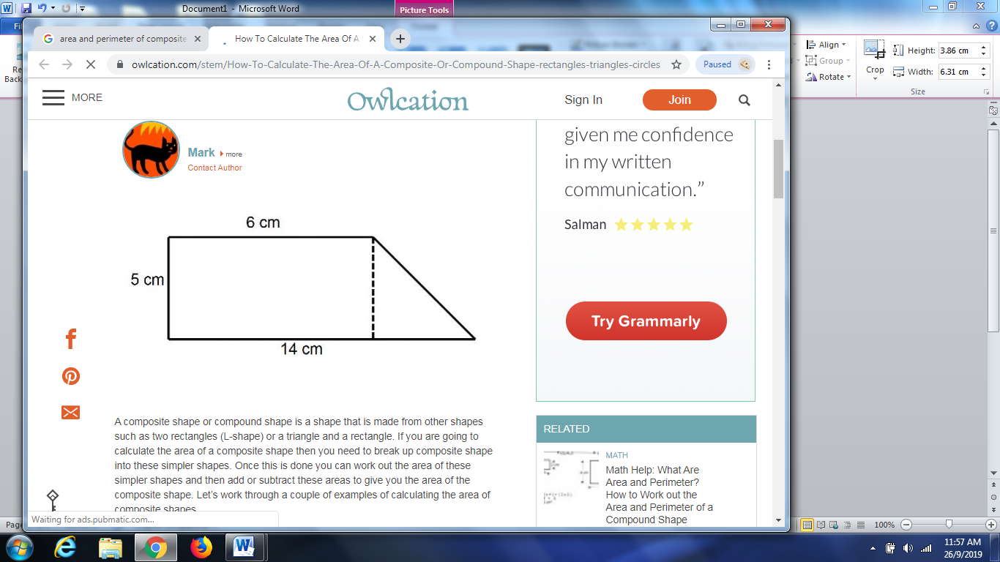 Document1 - Microsoft Word
Picture Tools
area and perimeter of composite
How To Calculate The Area Of A
owlcation.com/stem/How-To-Calculate-The-Area-Of-A-Composite-Or-Compound-Shape-rectangles-triangles-circles
Paused
Align
Group
Rotate
Crop
Height: 3.86 cm
Width: 6.31 cm
Size
MORE
Owlcation
Sign In
Join
Mark more
Contact Author
6 cm
5 cm
14 cm
given me confidence
in my written
communication.”
Salman
Try Grammarly
A composite shape or compound shape is a shape that is made from other shapes
such as two rectangles (L-shape) or a triangle and a rectangle. If you are going to
calculate the area of a composite shape then you need to break up composite shape
into these simpler shapes. Once this is done you can work out the area of these
simpler shapes and then add or subtract these areas to give you the area of the
composite shape. Let’s work through a couple of examples of calculating the area of
composite shapes
RELATED
MATH
Math Help: What Are
Area and Perimeter?
How to Work out the
Area and Perimeter of a
Compound Shape
Waiting for ads.pubmatic.com...
100%
11:57 AM
26/9/2019